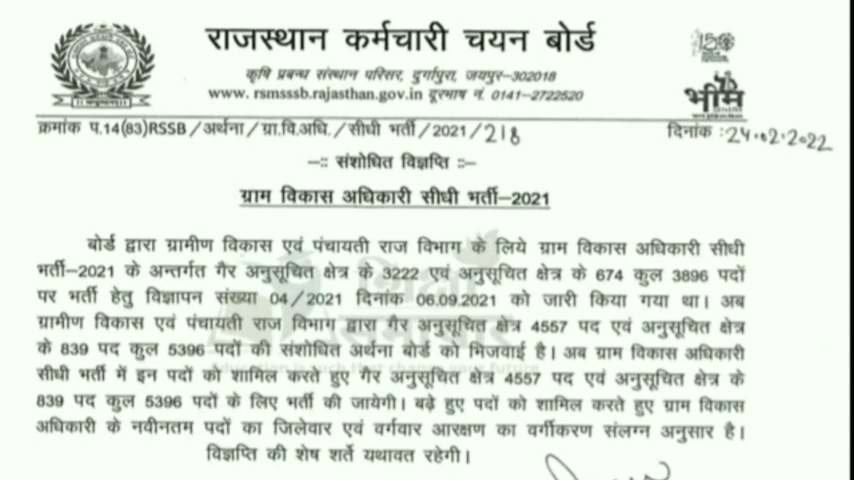 राजस्थान कर्मचारी चयन बोर्ड
कृषि प्रबन्ध संस्थान परिसर, दुर्गापुरा, जयपुर–302018
www. rsmsssb.rajasthan.gov.in दूरभाष नं. 0141–2722520
भीम
क्रमांक प.14(83)RSSB/अर्थना/ग्रा.वि.अधि./सीधी भर्ती/2021/218
दिनांक :24.02.2022
–:: संशोधित विज्ञप्ति ::–
ग्राम विकास अधिकारी सीधी भर्ती–2021
बोर्ड द्वारा ग्रामीण विकास एवं पंचायती राज विभाग के लिये ग्राम विकास अधिकारी सीधी
भर्ती–2021 के अन्तर्गत गैर अनुसूचित क्षेत्र के 3222 एवं अनुसूचित क्षेत्र के 674 कुल 3896 पदों
पर भर्ती हेतु विज्ञापन संख्या 04/2021 दिनांक 06.09.2021 को जारी किया गया था। अब
ग्रामीण विकास एवं पंचायती राज विभाग द्वारा गैर अनुसूचित क्षेत्र 4557 पद एवं अनुसूचित क्षेत्र
के 839 पद कुल 5396 पदों की संशोधित अर्थना बोर्ड को भिजवाई है। अब ग्राम विकास अधिकारी
सीधी भर्ती में इन पदों को शामिल करते हुए गैर अनुसूचित क्षेत्र 4557 पद एवं अनुसूचित क्षेत्र के
839 पद कुल 5396 पदों के लिए भर्ती की जायेगी। बढ़े हुए पदों को शामिल करते हुए ग्राम विकास
अधिकारी के नवीनतम पदों का जिलेवार एवं वर्गवार आरक्षण का वर्गीकरण संलग्न अनुसार है।
विज्ञप्ति की शेष शर्ते यथावत रहेगी।